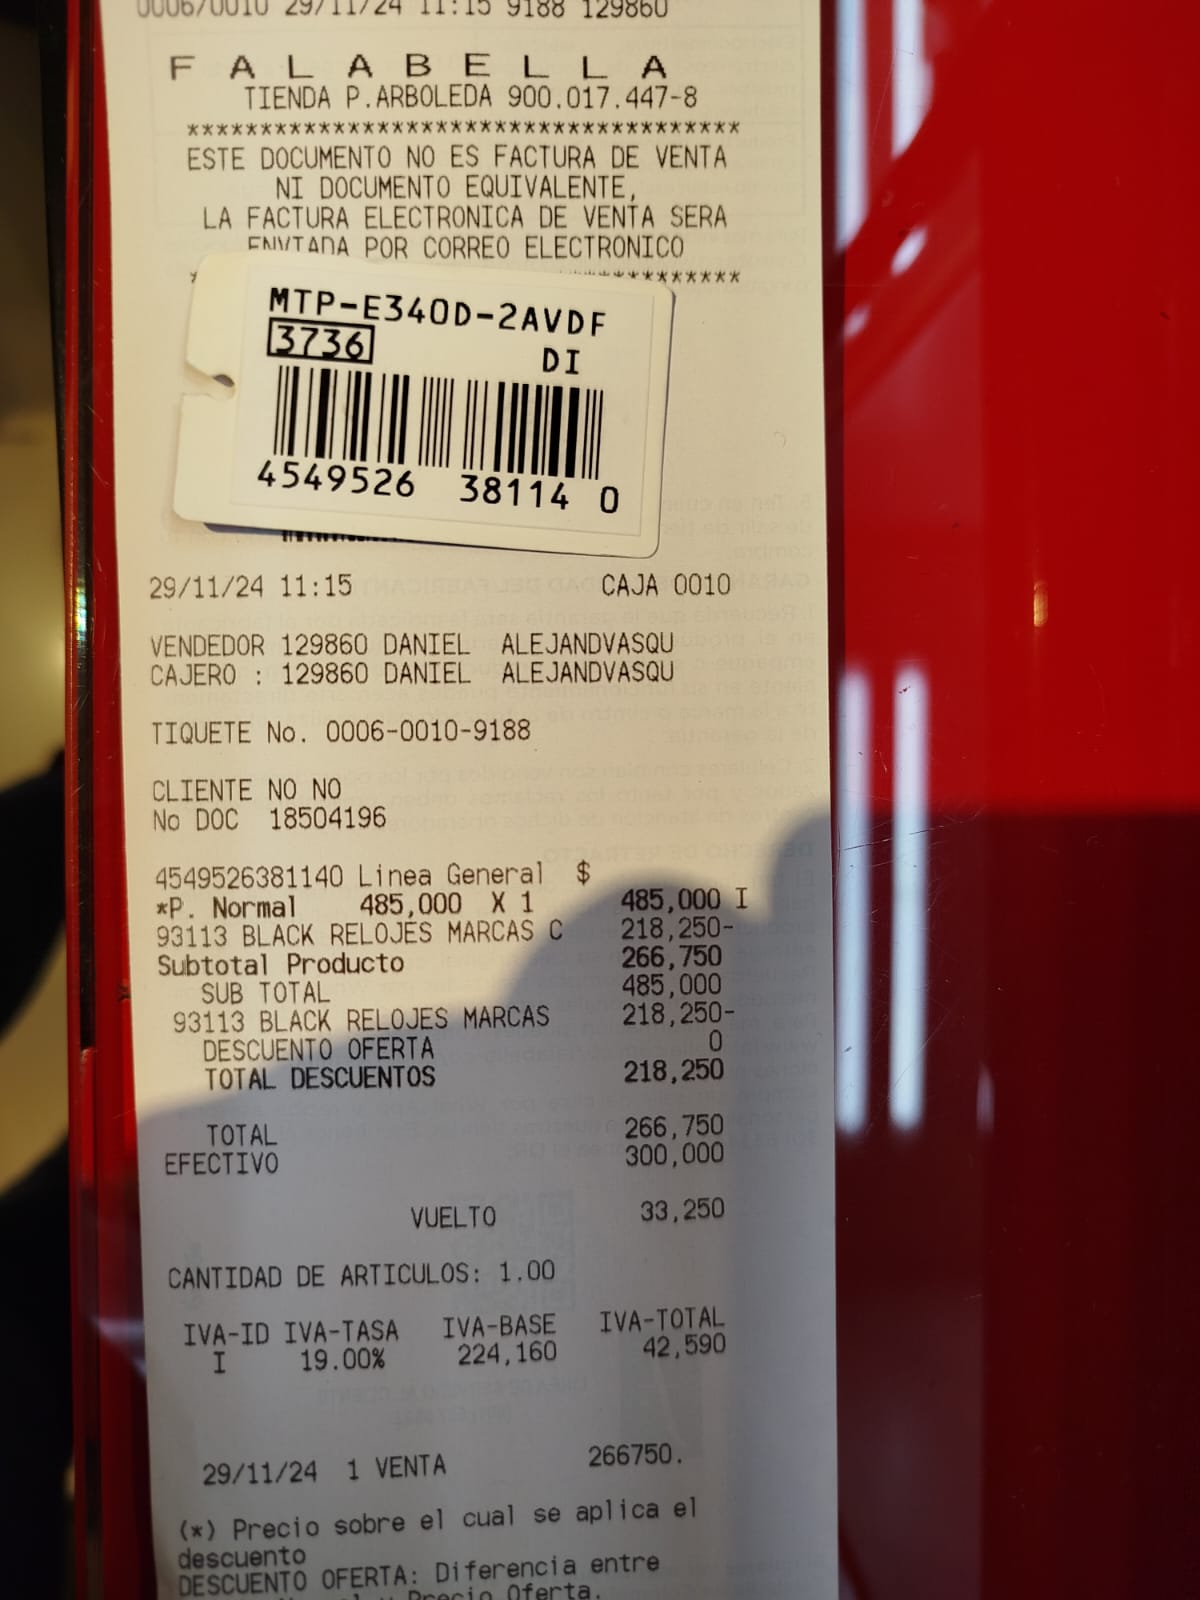 0006/0010 29/11/24 11:15 9188 129860
F A L A B E L L A
TIENDA P.ARBOLEDA 900.017.447-8
**************************************
ESTE DOCUMENTO NO ES FACTURA DE VENTA
NI DOCUMENTO EQUIVALENTE,
LA FACTURA ELECTRONICA DE VENTA SERA
ENVIADA POR CORREO ELECTRONICO
MTP-E340D-2AVDF
3736 DI
4549526 38114 0
29/11/24 11:15 CAJA 0010
VENDEDOR 129860 DANIEL ALEJANDVASQU
CAJERO : 129860 DANIEL ALEJANDVASQU
TIQUETE No. 0006-0010-9188
CLIENTE NO NO
No DOC 18504196
4549526381140 Linea General $
*P. Normal 485,000 X 1 485,000 I
93113 BLACK RELOJES MARCAS C 218,250-
Subtotal Producto 266,750
SUB TOTAL 485,000
93113 BLACK RELOJES MARCAS 218,250-
DESCUENTO OFERTA 0
TOTAL DESCUENTOS 218,250
TOTAL 266,750
EFECTIVO 300,000
VUELTO 33,250
CANTIDAD DE ARTICULOS: 1.00
IVA-ID IVA-TASA IVA-BASE IVA-TOTAL
I 19.00% 224,160 42,590
29/11/24 1 VENTA 266750.
(*) Precio sobre el cual se aplica el
descuento
DESCUENTO OFERTA: Diferencia entre
Precio Oferta.